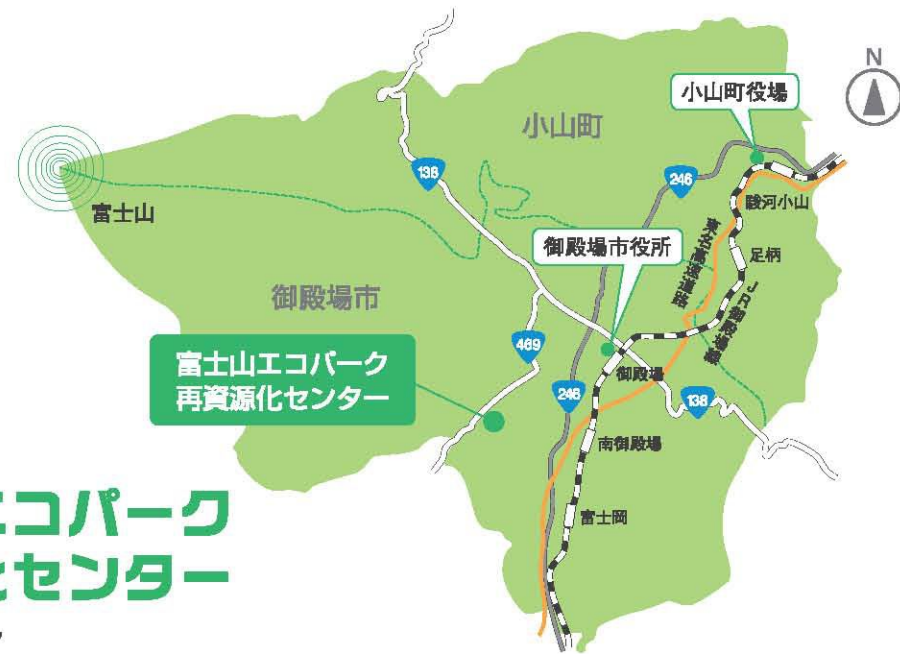 N
小山町役場
小山町
138
246
富士山
駿河小山
御殿場市役所
東名高速道路
足柄
御殿場市
JR御殿場線
469
富士山エコパーク
再資源化センター
御殿場
246
138
南御殿場
富士岡
エコパーク
センター